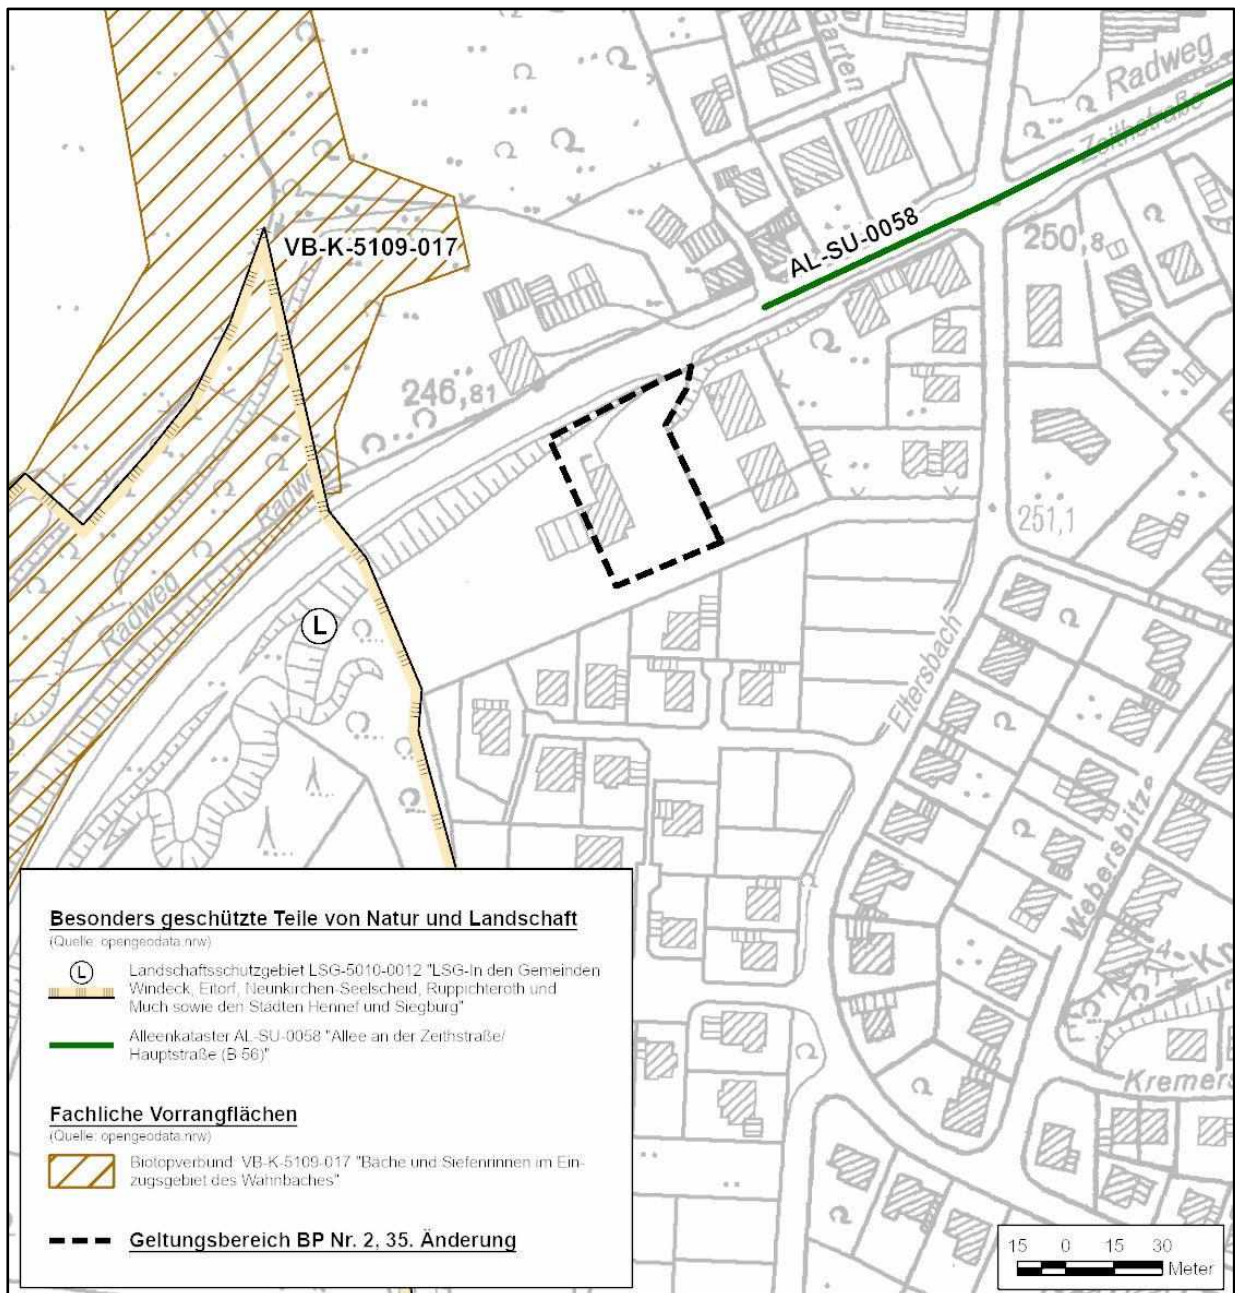 Garten
Radweg
Zeithstraße
AL-SU-0058
250,8
VB-K-5109-017
246,81
Radweg
251,1
Radweg
L
Eltersbach
Webersbitze
Besonders geschützte Teile von Natur und Landschaft
(Quelle: opengeodata.nrw)
L
Landschaftsschutzgebiet LSG-5010-0012 "LSG-In den Gemeinden
Windeck, Eitorf, Neunkirchen-Seelscheid, Ruppichteroth und
Much sowie den Städten Hennef und Siegburg"
Alleenkataster AL-SU-0058 "Allee an der Zeithstraße/
Hauptstraße (B 56)"
Fachliche Vorrangflächen
(Quelle: opengeodata.nrw)
Biotopverbund: VB-K-5109-017 "Bäche und Siefenrinnen im Ein-
zugsgebiet des Wahnbaches"
Geltungsbereich BP Nr. 2, 35. Änderung
Kremers
15 0 15 30
Meter